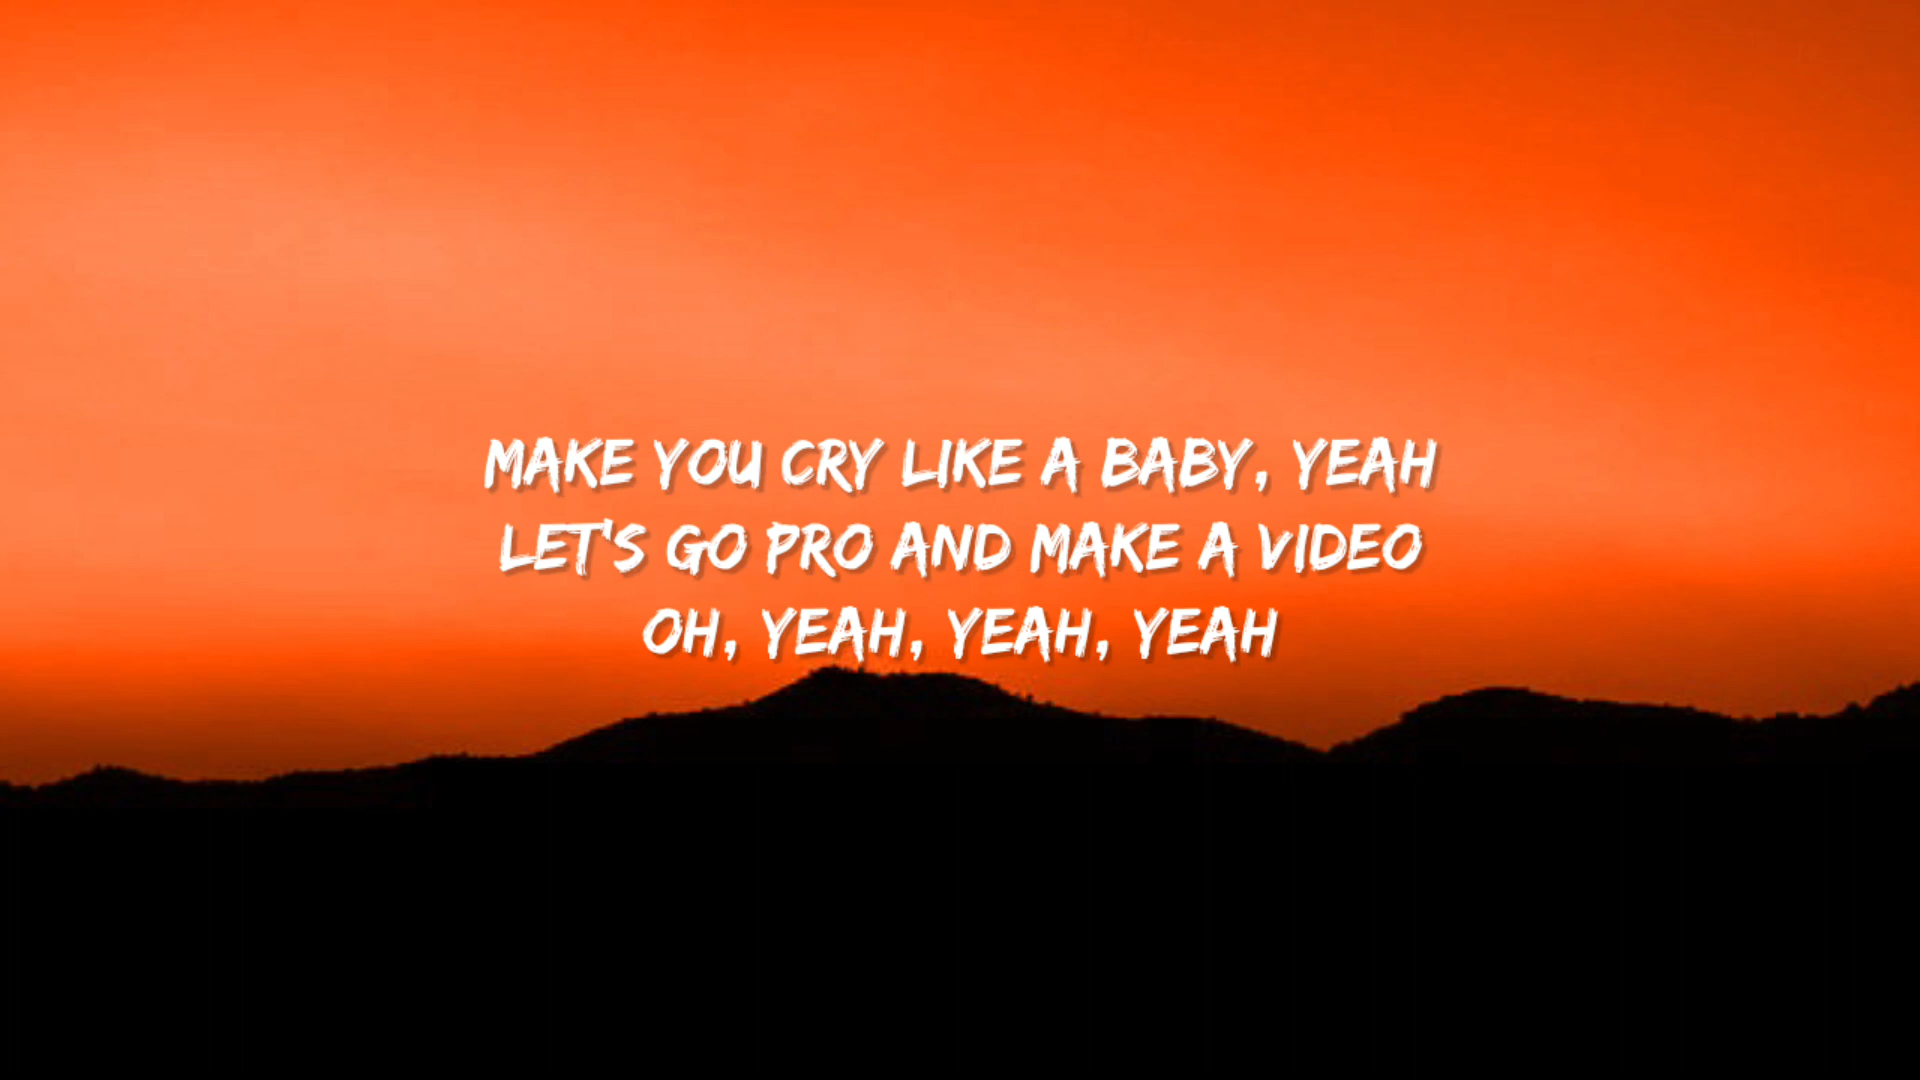 MAKE YOU CRY LIKE A BABY, YEAH
LET'S GO PRO AND MAKE A VIDEO
OH, YEAH, YEAH, YEAH